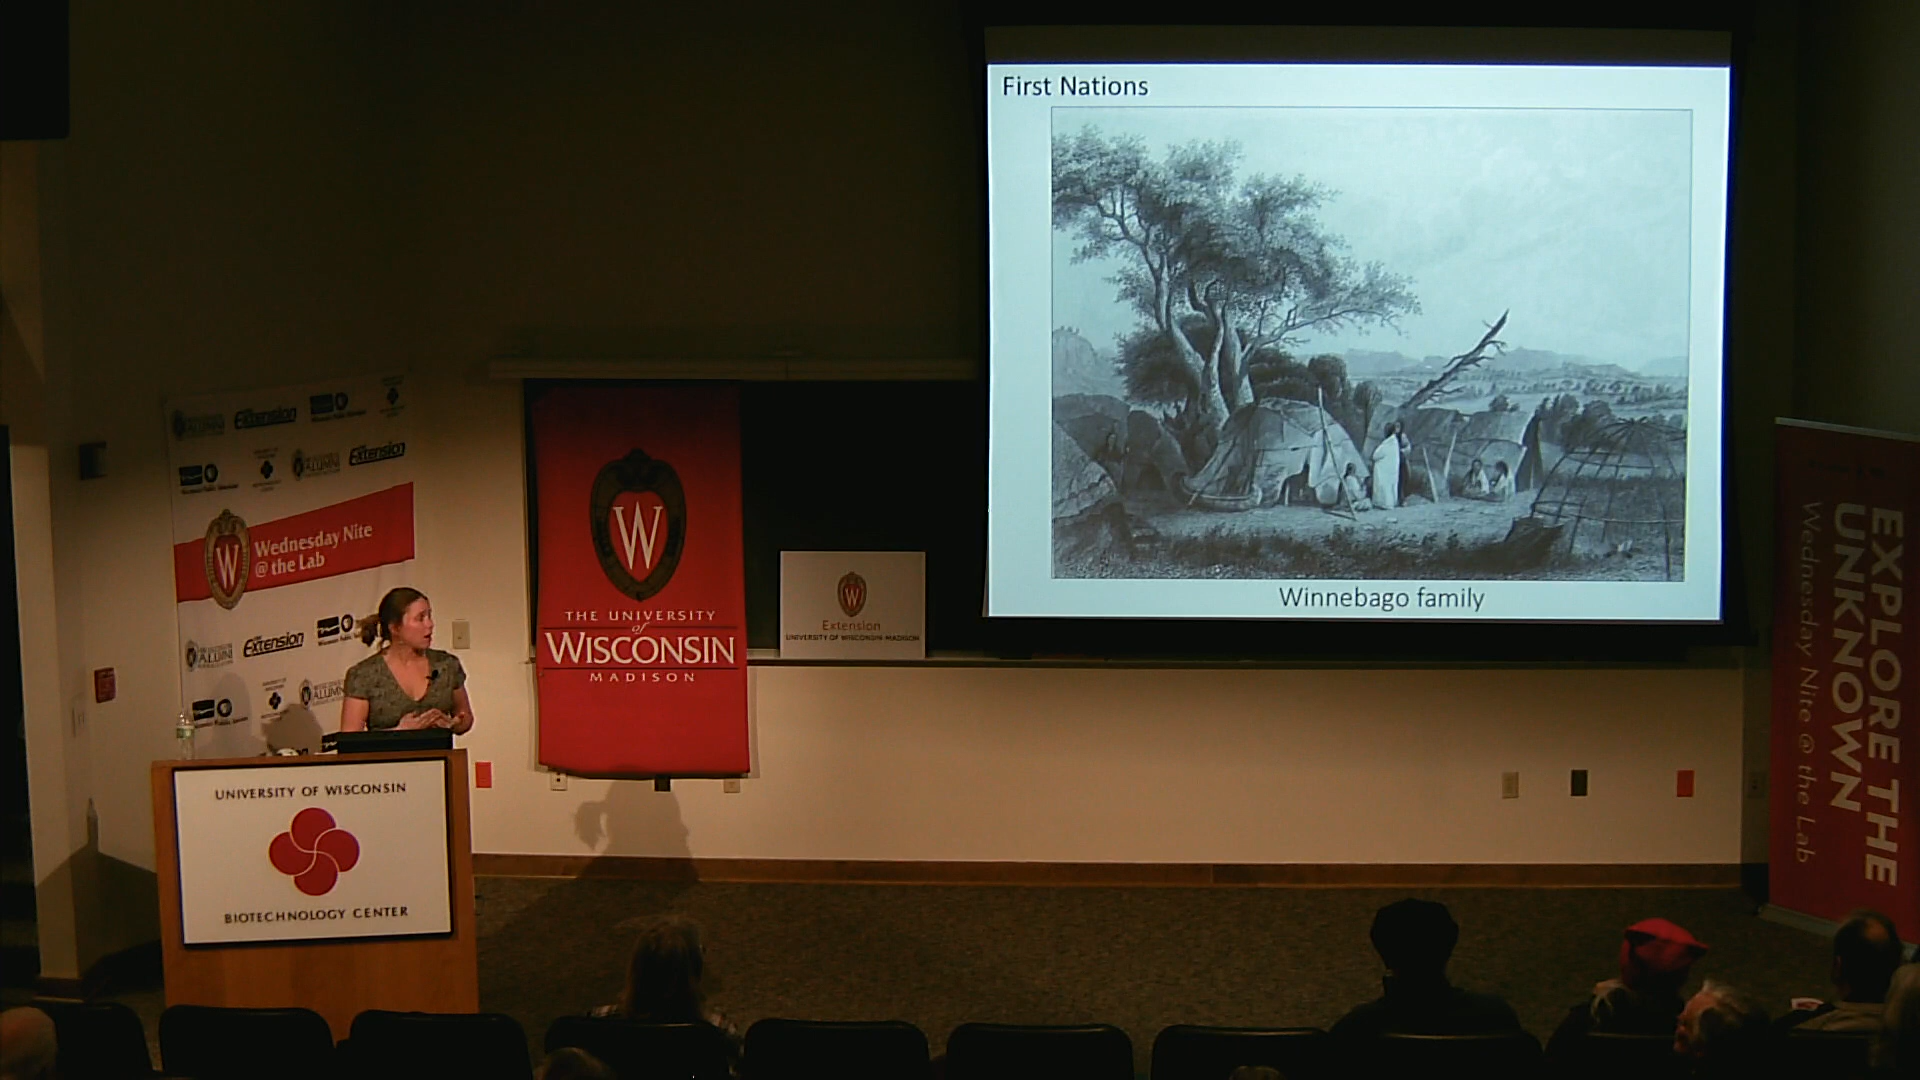 First Nations
Winnebago family
Extension
Extension
Wednesday Nite
@ the Lab
Extension
THE UNIVERSITY
of
WISCONSIN
MADISON
W
W
W
Extension
UNIVERSITY OF WISCONSIN-MADISON
UNIVERSITY OF WISCONSIN
BIOTECHNOLOGY CENTER
EXPLORE THE
UNKNOWN
Wednesday Nite @ the Lab